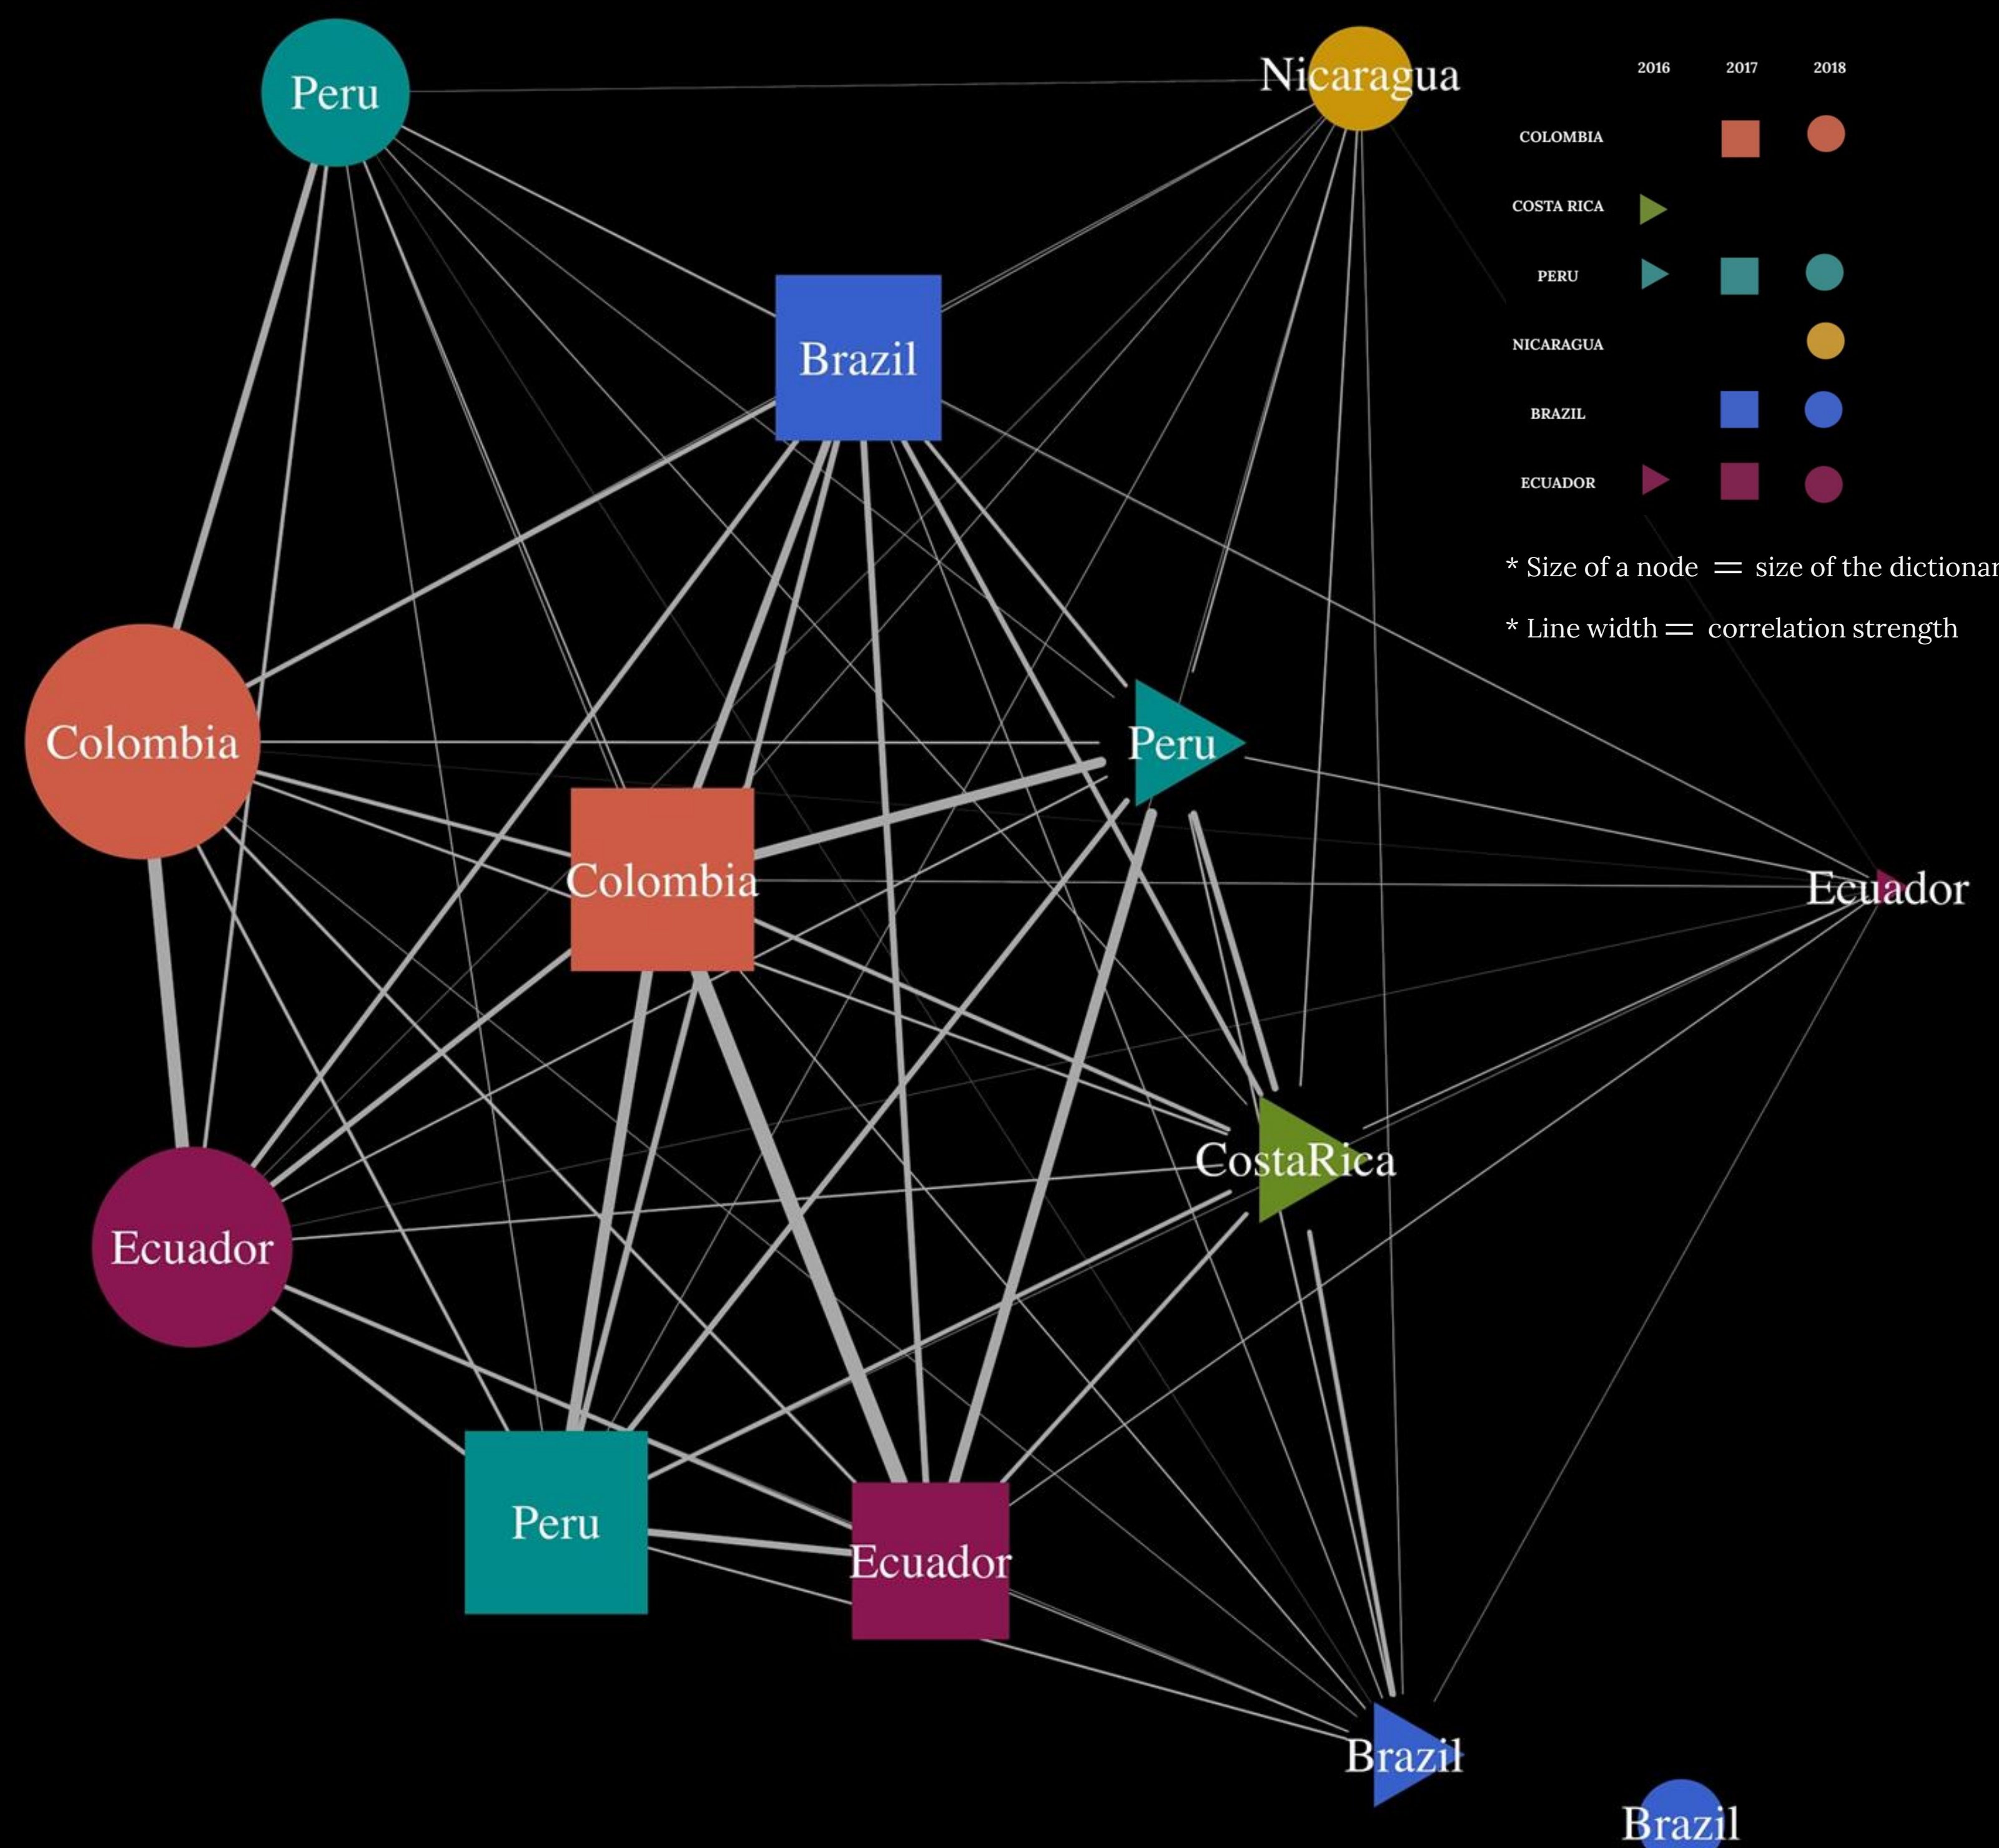 Peru
Nicaragua
2016 2017 2018
COLOMBIA
COSTA RICA
PERU
NICARAGUA
BRAZIL
ECUADOR
* Size of a node = size of the dictionar
* Line width = correlation strength
Brazil
Colombia
Peru
Colombia
Ecuador
CostaRica
Ecuador
Peru
Ecuador
Brazil
Brazil